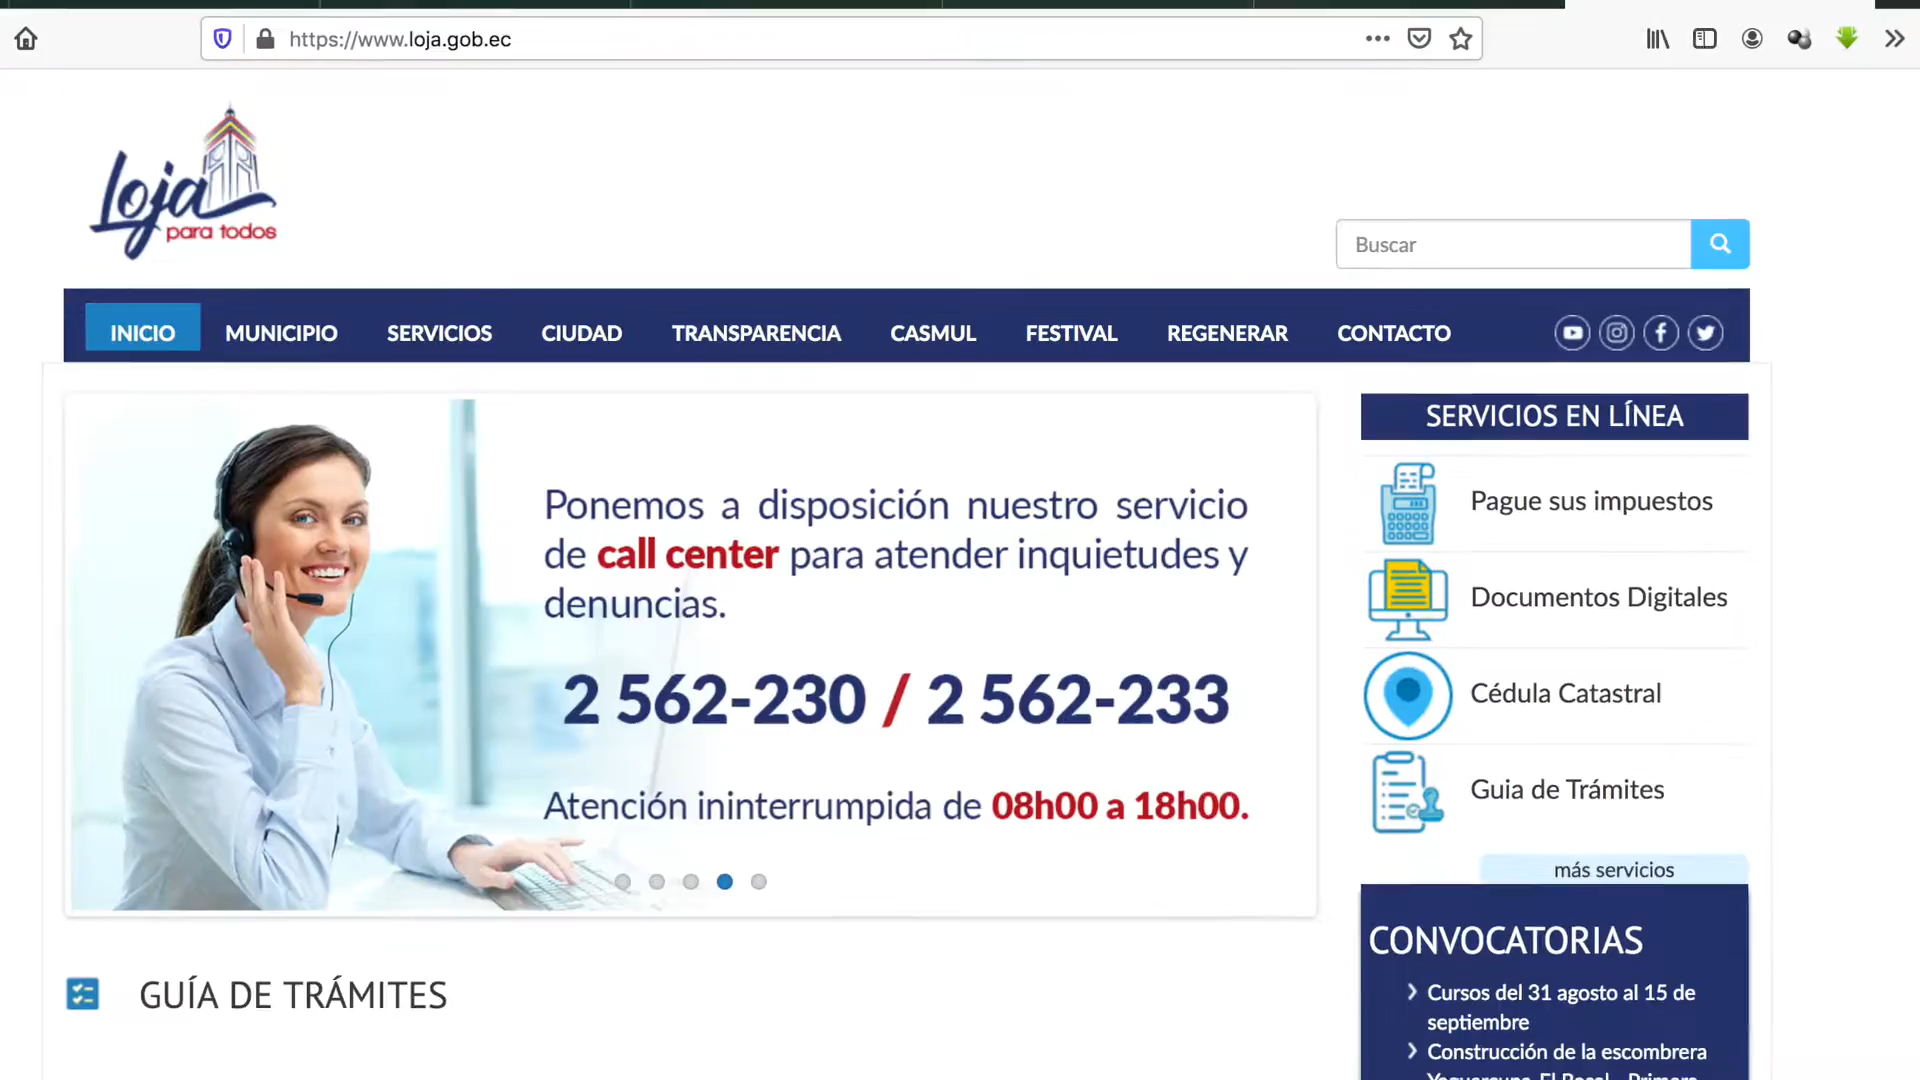 https://www.loja.gob.ec
loja
para todos
Buscar
INICIO MUNICIPIO SERVICIOS CIUDAD TRANSPARENCIA CASMUL FESTIVAL REGENERAR CONTACTO
Ponemos a disposición nuestro servicio
de call center para atender inquietudes y
denuncias.
2 562-230 / 2 562-233
Atención ininterrumpida de 08h00 a 18h00.
SERVICIOS EN LÍNEA
Pague sus impuestos
Documentos Digitales
Cédula Catastral
Guia de Trámites
más servicios
CONVOCATORIAS
Cursos del 31 agosto al 15 de
septiembre
Construcción de la escombrera
GUÍA DE TRÁMITES